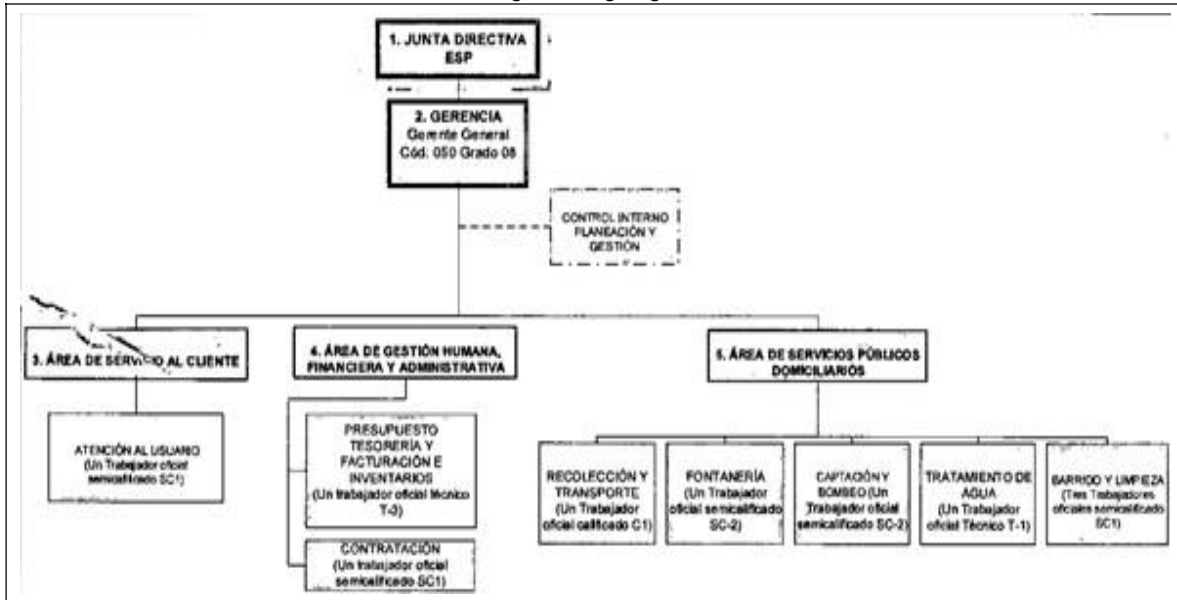 1. JUNTA DIRECTIVA
ESP
2. GERENCIA
Gerente General
Cód: 050 Grado 08
CONTROL INTERNO
PLANEACIÓN Y
GESTIÓN
3. ÁREA DE SERVICIO AL CLIENTE
ATENCIÓN AL USUARIO
(Un Trabajador oficial
semicalificado SC1)
4. ÁREA DE GESTIÓN HUMANA,
FINANCIERA Y ADMINISTRATIVA
PRESUPUESTO
TESORERÍA Y
FACTURACIÓN E
INVENTARIOS
(Un trabajador oficial técnico
T-3)
CONTRATACIÓN
(Un trabajador oficial
semicalificado SC1)
5. ÁREA DE SERVICIOS PÚBLICOS
DOMICILIARIOS
RECOLECCIÓN Y
TRANSPORTE
(Un Trabajador
oficial calificado C1)
FONTANERÍA
(Un Trabajador
oficial semicalificado
SC-2)
CAPTACIÓN Y
BOMBEO (Un
Trabajador oficial
semicalificado SC-2)
TRATAMIENTO DE
AGUA
(Un Trabajador
oficial Técnico T-1)
BARRIDO Y LIMPIEZA
(Tres Trabajadores
oficiales semicalificado
SC1)